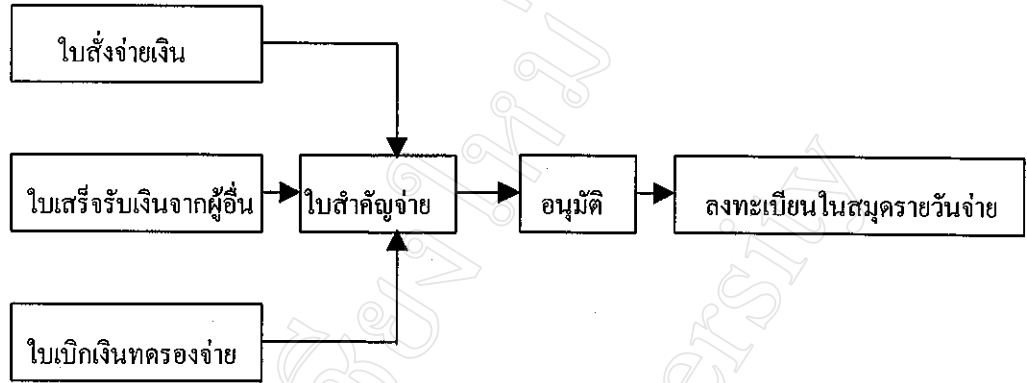 ใบสั่งจ่ายเงิน
ใบเสร็จรับเงินจากผู้อื่น
ใบสำคัญจ่าย
อนุมัติ
ลงทะเบียนในสมุดรายวันจ่าย
ใบเบิกเงินทดรองจ่าย